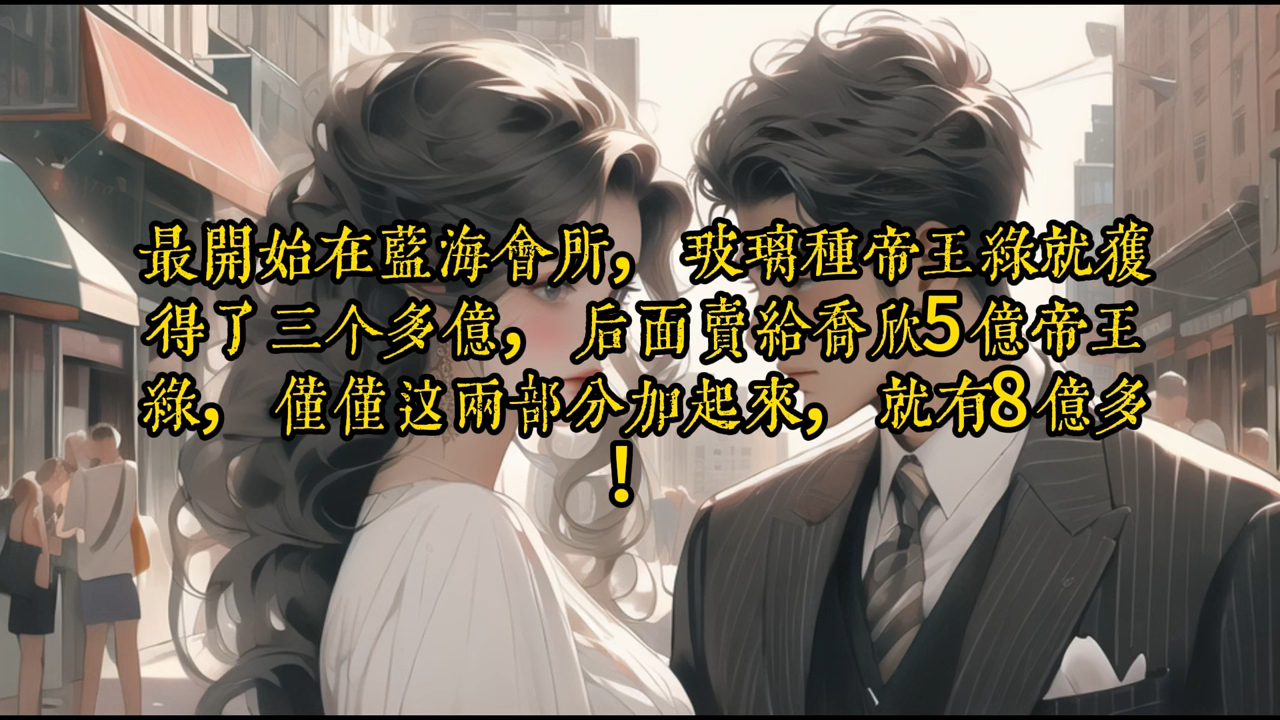 最開始在藍海會所，玻璃種帝王綠就獲
得了三个多億，后面賣給喬欣5億帝王
綠，僅僅这兩部分加起來，就有8億多
！